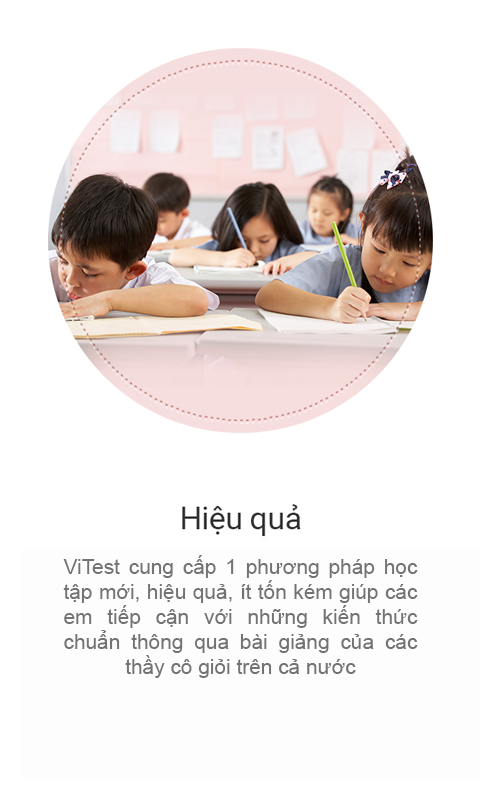 Hiệu quả
ViTest cung cấp 1 phương pháp học
tập mới, hiệu quả, ít tốn kém giúp các
em tiếp cận với những kiến thức
chuẩn thông qua bài giảng của các
thầy cô giỏi trên cả nước